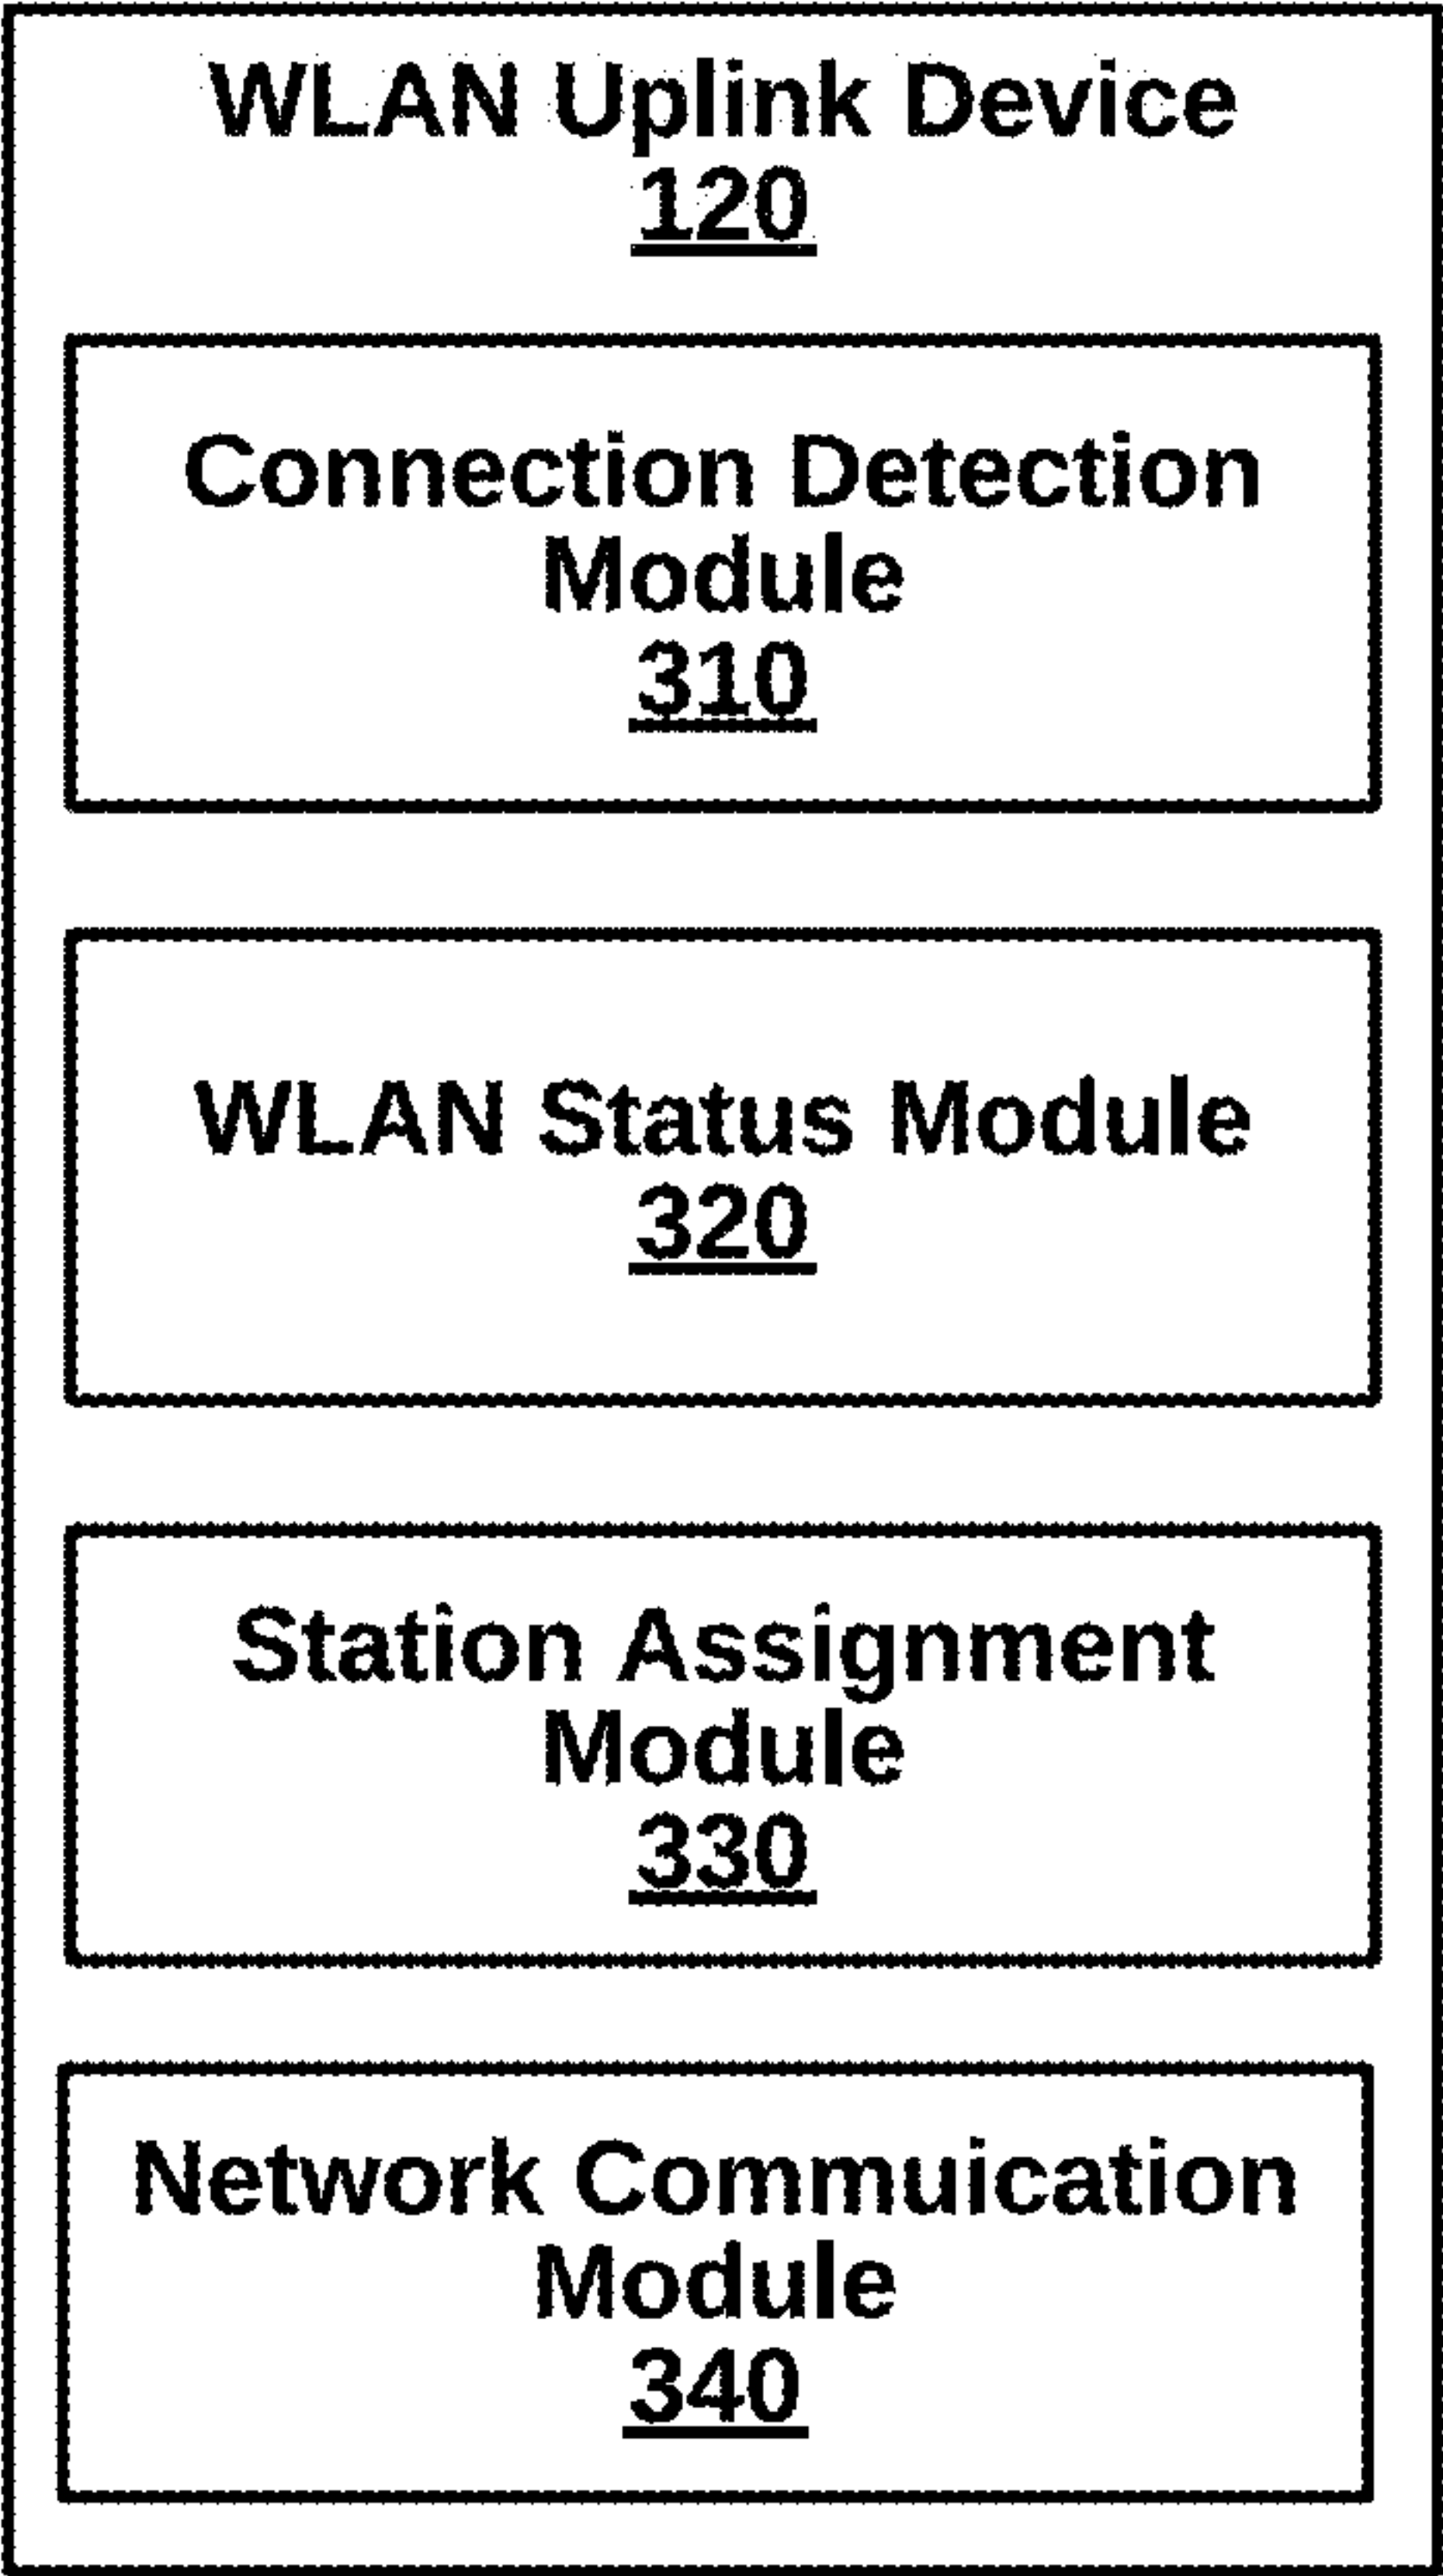 WLAN Uplink Device
120
Connection Detection
Module
310
WLAN Status Module
320
Station Assignment
Module
330
Network Commuication
Module
340